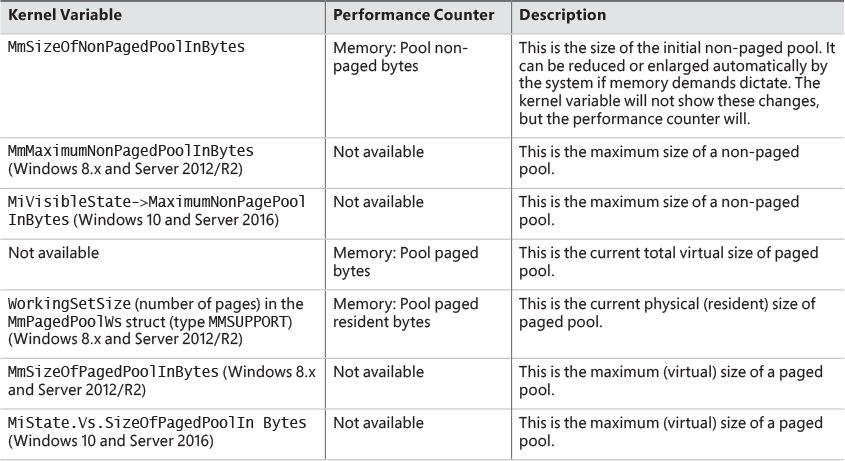 Kernel Variable Performance Counter Description
MmSizeOfNonPagedPoolInBytes
Memory: Pool non-
paged bytes
This is the size of the initial non-paged pool. It
can be reduced or enlarged automatically by
the system if memory demands dictate. The
kernel variable will not show these changes,
but the performance counter will.
MmMaximumNonPagedPoolInBytes
(Windows 8.x and Server 2012/R2)
Not available
This is the maximum size of a non-paged
pool.
MiVisibleState->MaximumNonPagePool
InBytes (Windows 10 and Server 2016)
Not available
This is the maximum size of a non-paged
pool.
Not available
Memory: Pool paged
bytes
This is the current total virtual size of paged
pool.
WorkingSetSize (number of pages) in the
MmPagedPoolWs struct (type MMSUPPORT)
(Windows 8.x and Server 2012/R2)
Memory: Pool paged
resident bytes
This is the current physical (resident) size of
paged pool.
MmSizeOfPagedPoolInBytes (Windows 8.x
and Server 2012/R2)
Not available
This is the maximum (virtual) size of a paged
pool.
MiState.Vs.SizeOfPagedPoolIn Bytes
(Windows 10 and Server 2016)
Not available
This is the maximum (virtual) size of a paged
pool.